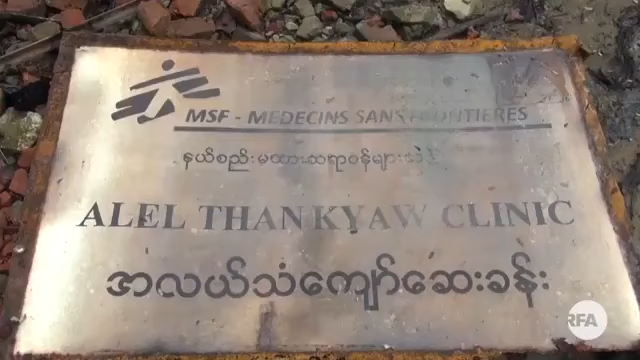 MSF - MEDECINS SANS FRONTIERES
နယ်စည်းမထားဆရာဝန်များအဖွဲ့
ALEL THANKYAW CLINIC
အလယ်သံကျော်ဆေးခန်း
RFA